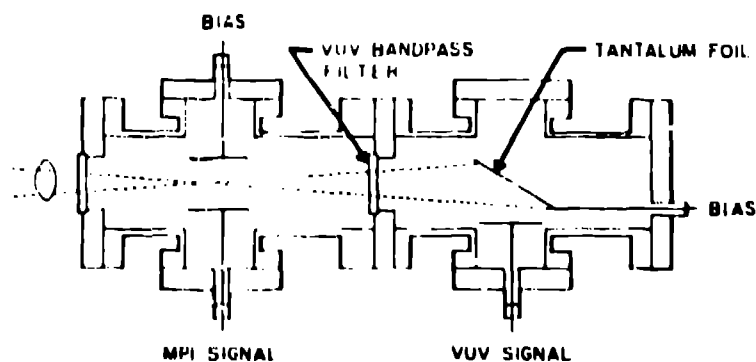 BIAS
VUV BANDPASS
FILTER
TANTALUM FOIL
BIAS
MPI SIGNAL
VUV SIGNAL